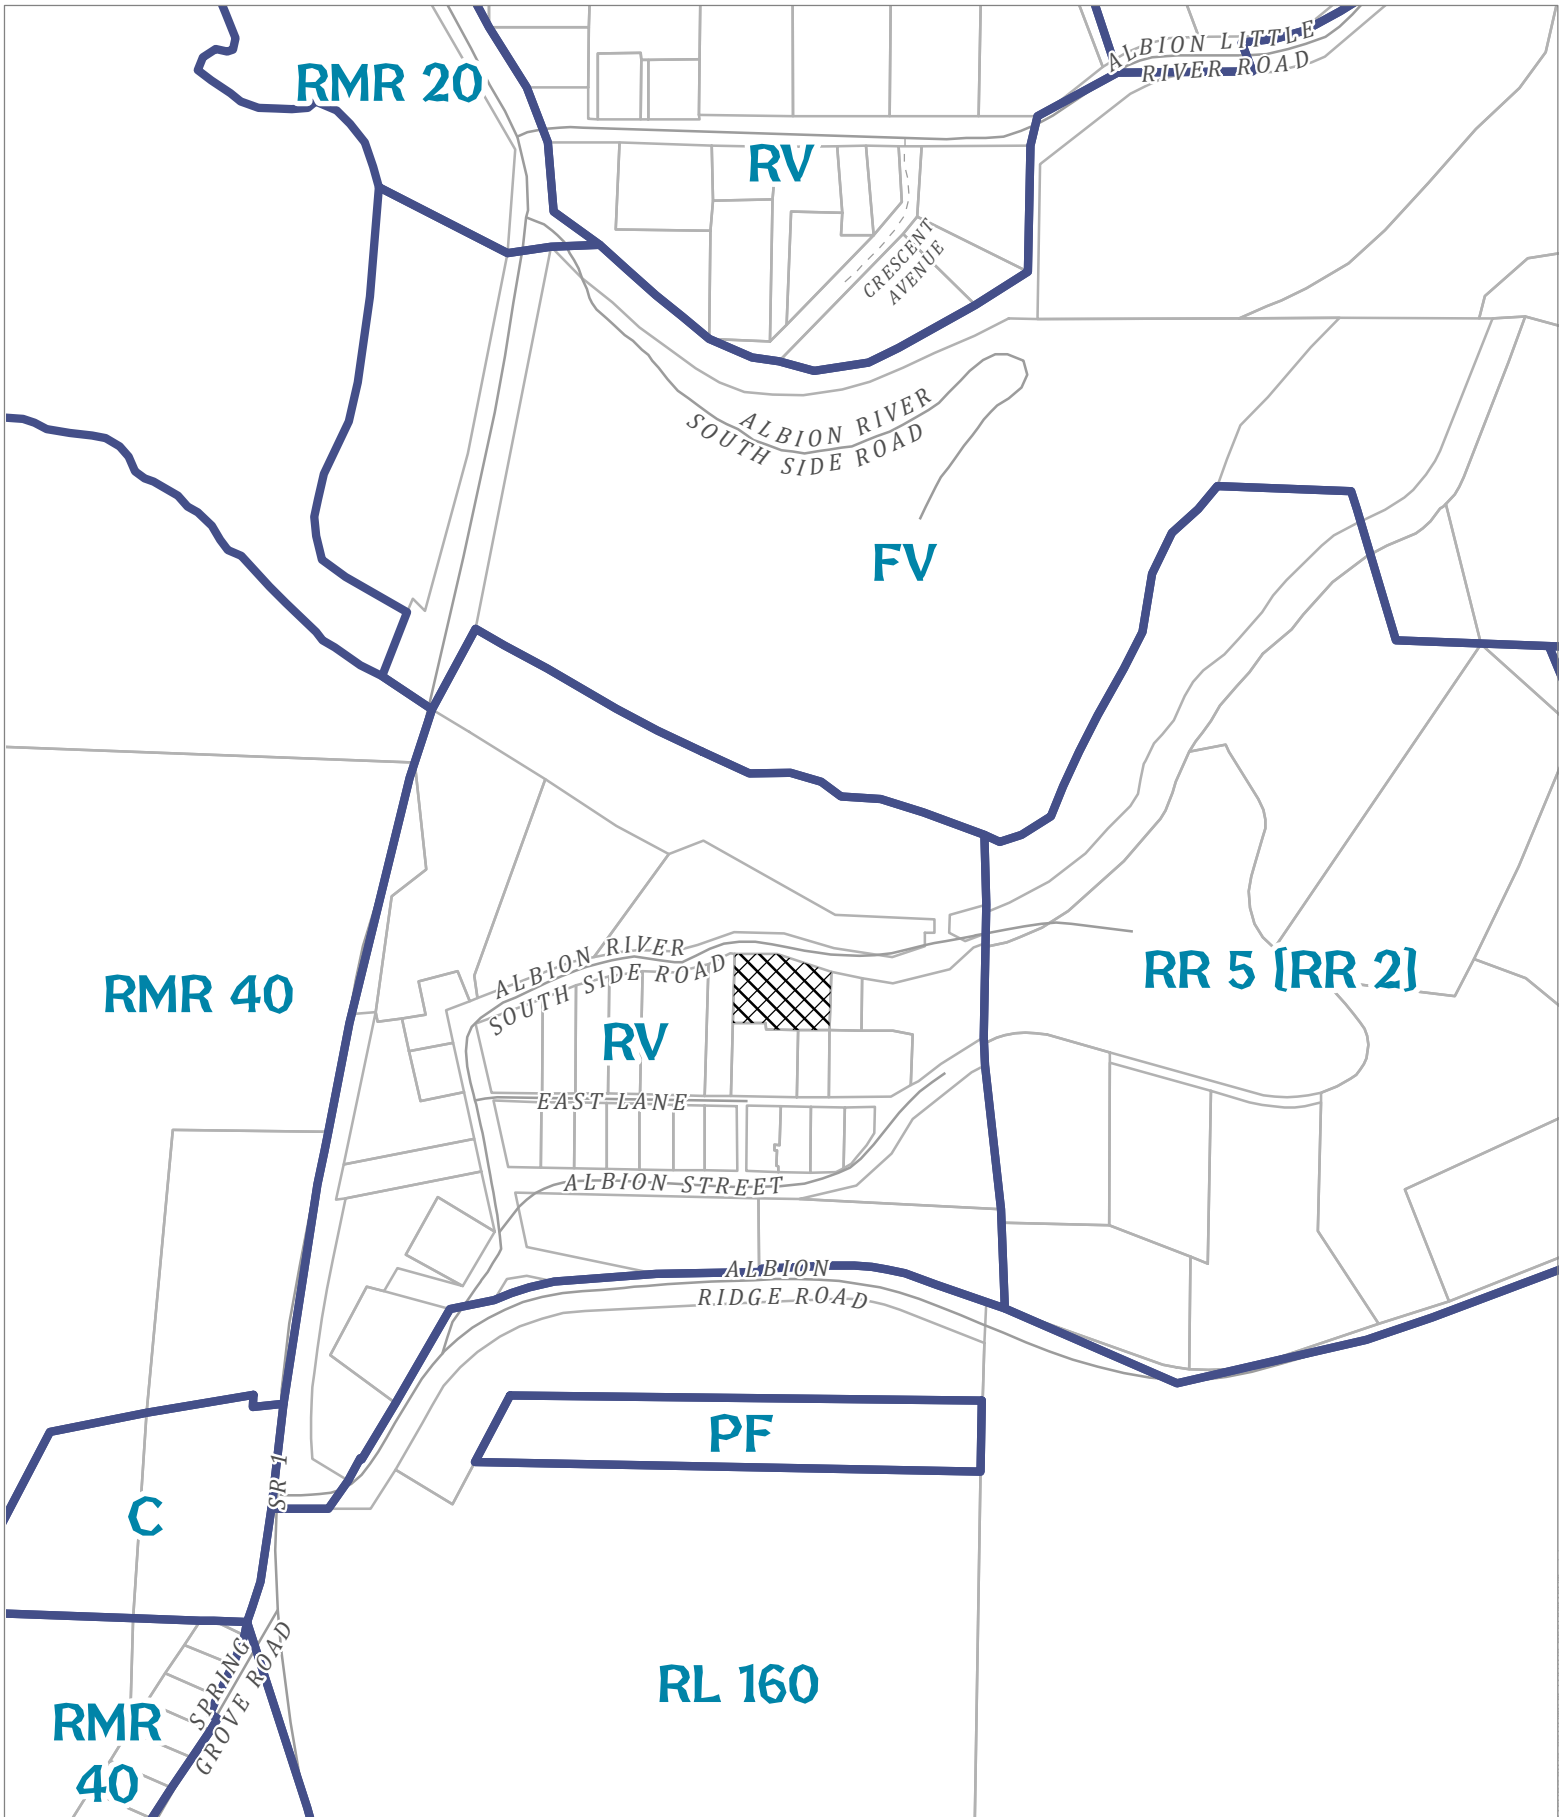 ALBION LITTLE
RIVER ROAD
RMR 20
RV
CRESCENT
AVENUE
ALBION RIVER
SOUTH SIDE ROAD
FV
ALBION RIVER
SOUTH SIDE ROAD
RR 5 [RR 2]
RMR 40
RV
EAST LANE
ALBION STREET
ALBION
RIDGE ROAD
PF
SR 1
C
SPRING
GROVE ROAD
RL 160
RMR
40